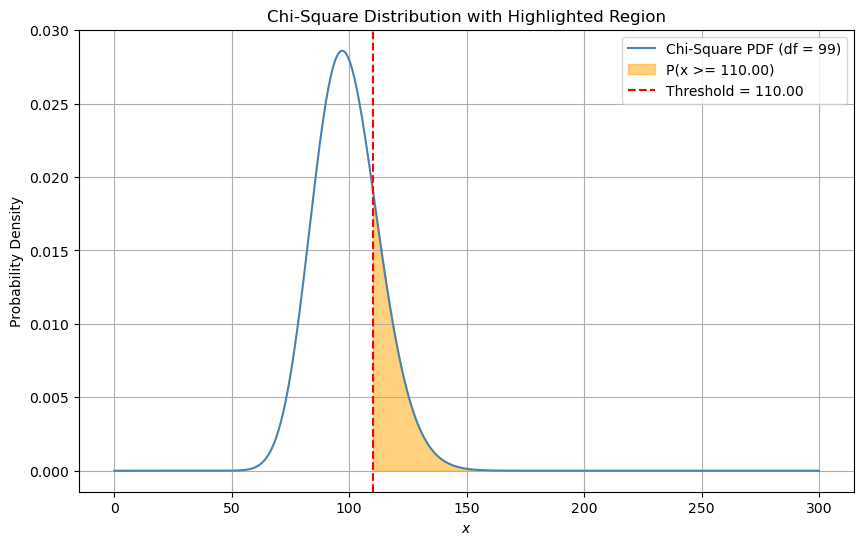 Chi-Square Distribution with Highlighted Region
Chi-Square PDF (df = 99)
P(x >= 110.00)
Threshold = 110.00
Probability Density
0.030
0.025
0.020
0.015
0.010
0.005
0.000
0
50
100
150
200
250
300
x